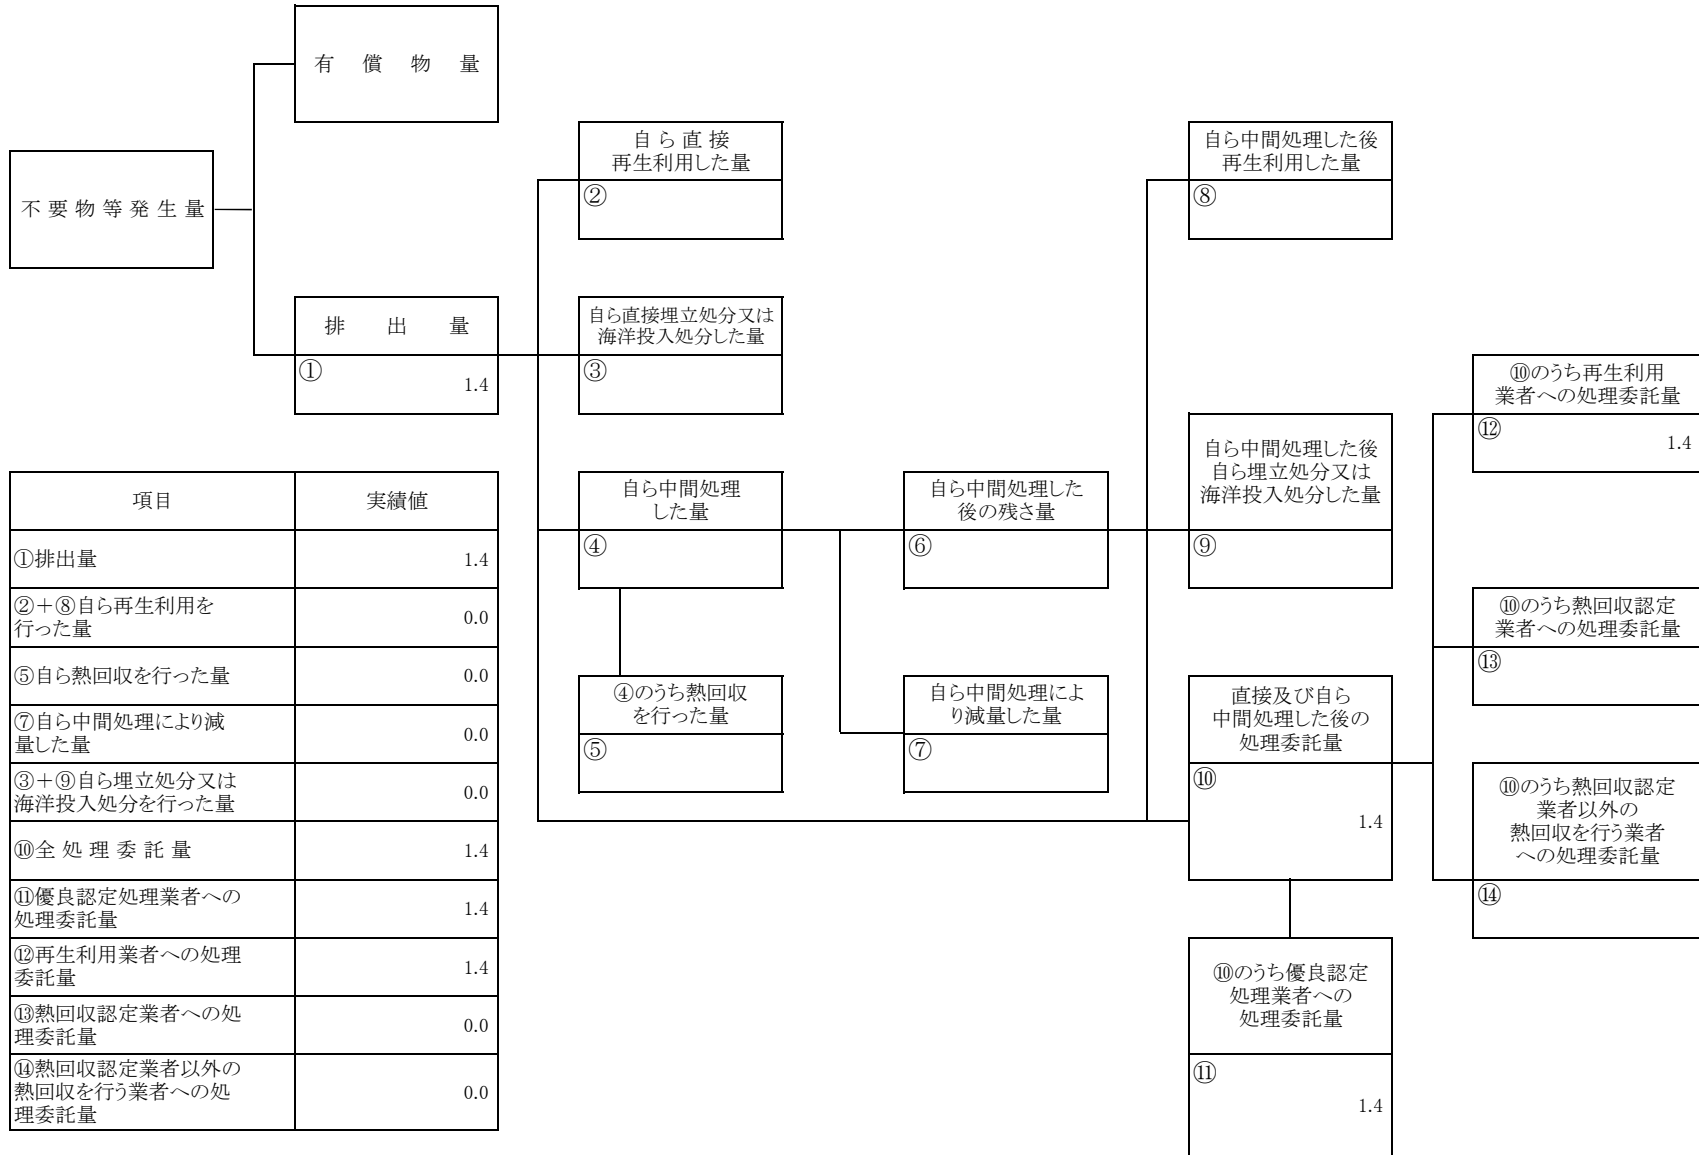 有　償　物　量
不 要 物 等 発 生 量
排　出　量
①
1.4
自 ら 直 接
再生利用した量
②
自ら直接埋立処分又は
海洋投入処分した量
③
自ら中間処理
した量
④
④のうち熱回収
を行った量
⑤
自ら中間処理した
後の残さ量
⑥
自ら中間処理によ
り減量した量
⑦
自ら中間処理した後
再生利用した量
⑧
自ら中間処理した後
自ら埋立処分又は
海洋投入処分した量
⑨
直接及び自ら
中間処理した後の
処理委託量
⑩
1.4
⑩のうち優良認定
処理業者への
処理委託量
⑪
1.4
⑩のうち再生利用
業者への処理委託量
⑫
1.4
⑩のうち熱回収認定
業者への処理委託量
⑬
⑩のうち熱回収認定
業者以外の
熱回収を行う業者
への処理委託量
⑭
項目 実績値
①排出量 1.4
②＋⑧自ら再生利用を
行った量 0.0
⑤自ら熱回収を行った量 0.0
⑦自ら中間処理により減
量した量 0.0
③＋⑨自ら埋立処分又は
海洋投入処分を行った量 0.0
⑩全 処 理 委 託 量 1.4
⑪優良認定処理業者への
処理委託量 1.4
⑫再生利用業者への処理
委託量 1.4
⑬熱回収認定業者への処
理委託量 0.0
⑭熱回収認定業者以外の
熱回収を行う業者への処
理委託量 0.0